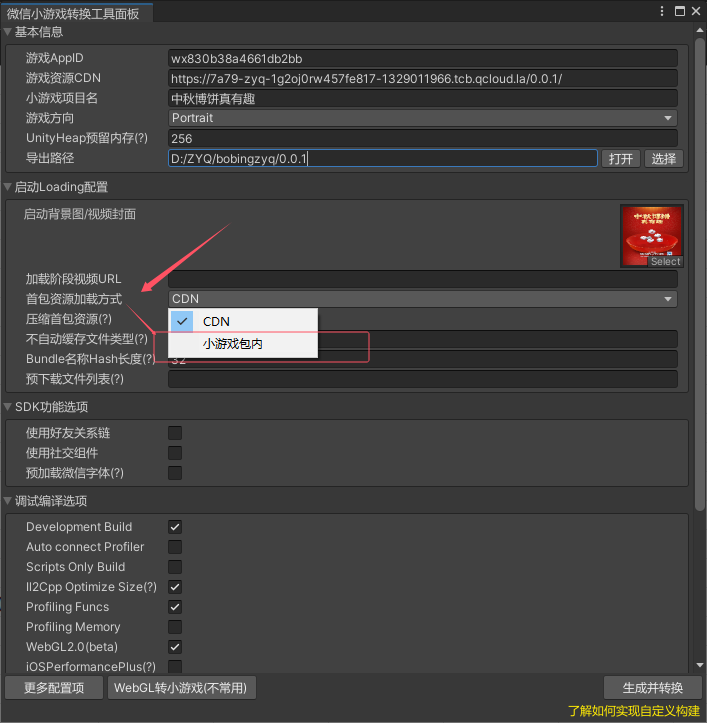 微信小游戏转换工具面板
基本信息
游戏AppID wx830b38a4661db2bb
游戏资源CDN https://7a79-zyq-1g2oj0rw457fe817-1329011966.tcb.qcloud.la/0.0.1/
小游戏项目名 中秋博饼真有趣
游戏方向 Portrait
UnityHeap预留内存(?) 256
导出路径 D:/ZYQ/bobingzyq/0.0.1 打开 选择
启动Loading配置
启动背景图/视频封面
中秋博饼
Select
加载阶段视频URL
首包资源加载方式 CDN
压缩首包资源(?) CDN
不自动缓存文件类型(?) 小游戏包内
Bundle名称Hash长度(?) 32
预下载文件列表(?)
SDK功能选项
使用好友关系链
使用社交组件
预加载微信字体(?)
调试编译选项
Development Build
Auto connect Profiler
Scripts Only Build
Il2Cpp Optimize Size(?)
Profiling Funcs
Profiling Memory
WebGL2.0(beta)
iOSPerformancePlus(?)
更多配置项 WebGL转小游戏(不常用) 生成并转换
了解如何实现自定义构建